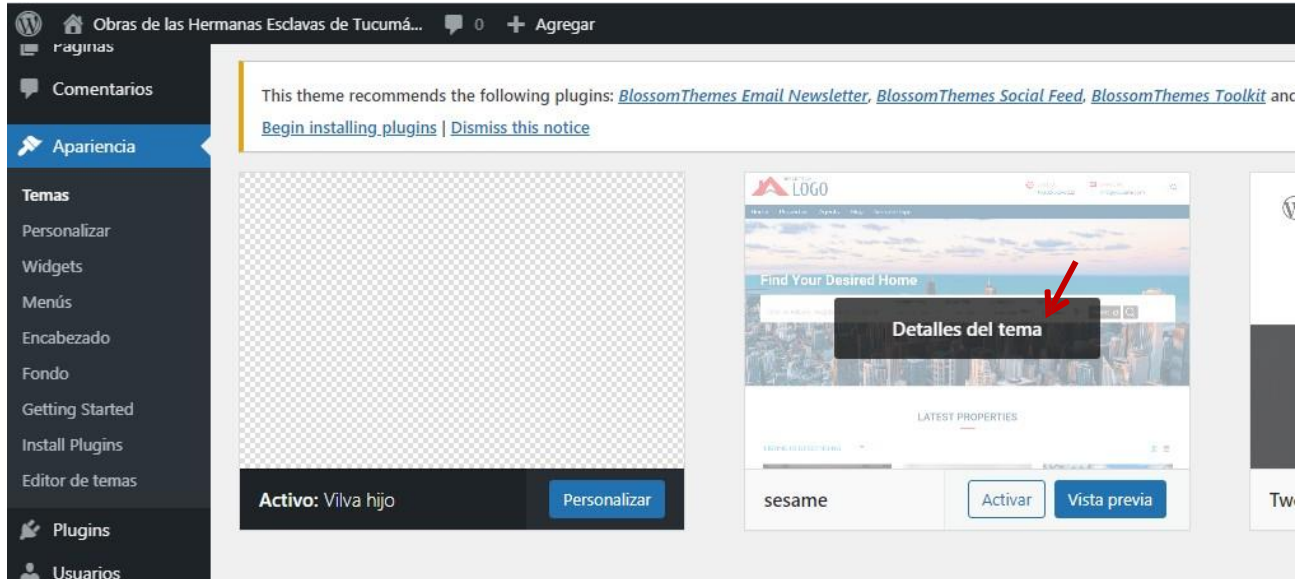 Obras de las Hermanas Esclavas de Tucumá... 0 + Agregar
Páginas
Comentarios
Apariencia
Temas
Personalizar
Widgets
Menús
Encabezado
Fondo
Getting Started
Install Plugins
Editor de temas
Plugins
Usuarios
This theme recommends the following plugins: BlossomThemes Email Newsletter, BlossomThemes Social Feed, BlossomThemes Toolkit and
Begin installing plugins | Dismiss this notice
LOGO
Find Your Desired Home
Detalles del tema
LATEST PROPERTIES
Activo: Vilva hijo
Personalizar
sesame
Activar
Vista previa
Tw